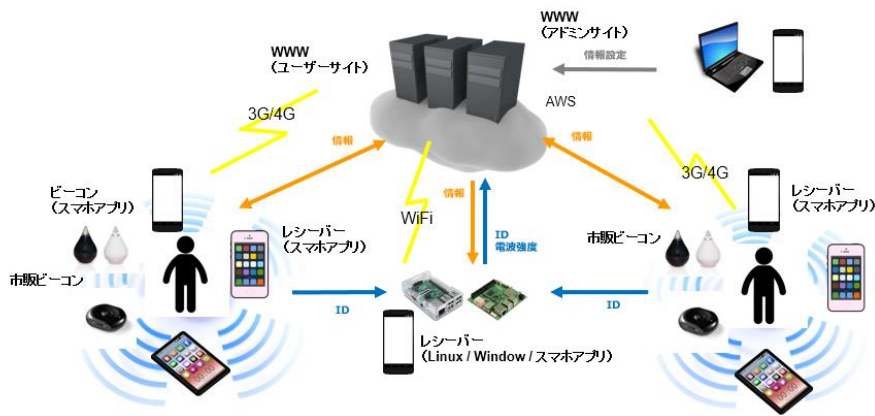 WWW
(ユーザーサイト)
WWW
(アドミンサイト)
情報設定
AWS
3G/4G
情報
情報
3G/4G
ビーコン
(スマホアプリ)
レシーバー
(スマホアプリ)
市販ビーコン
WiFi
情報
ID
電波強度
レシーバー
(スマホアプリ)
市販ビーコン
ID
ID
レシーバー
(Linux / Window / スマホアプリ)